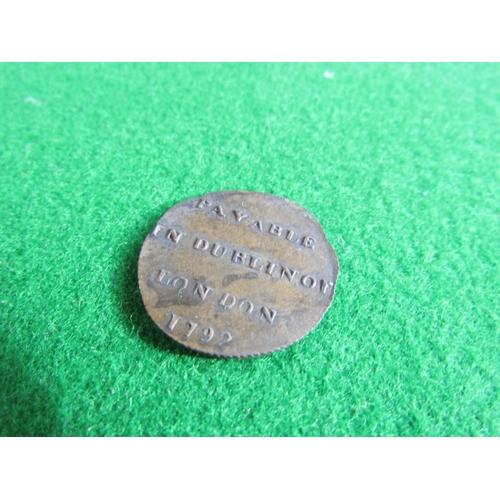 PAYABLE
IN DUBLIN OR
LONDON
1792